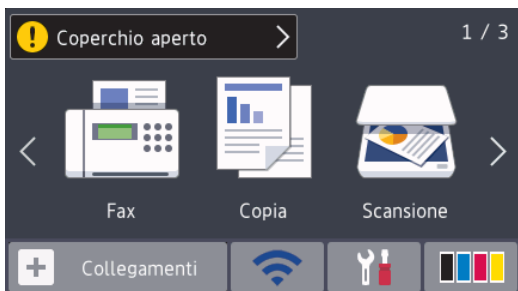 Coperchio aperto
1 / 3
Fax
Copia
Scansione
Collegamenti